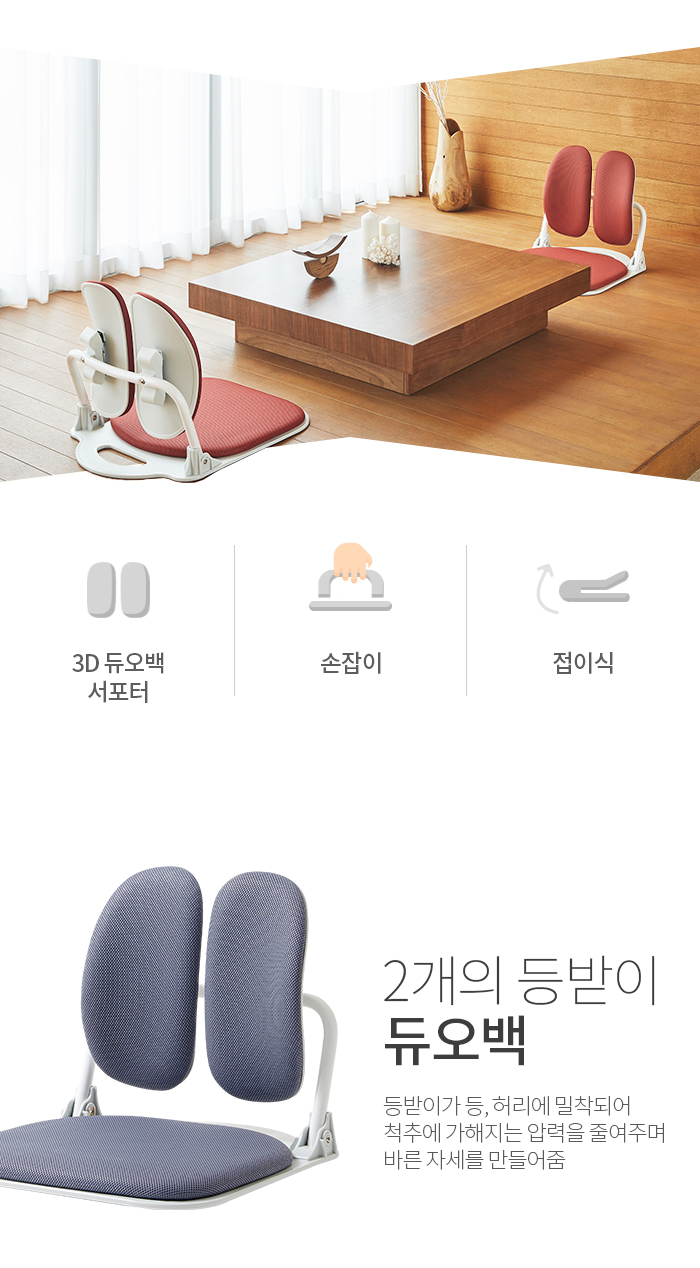 3D 듀오백
서포터
손잡이
접이식
2개의 등받이
듀오백
등받이가 등, 허리에 밀착되어
척추에 가해지는 압력을 줄여주며
바른 자세를 만들어줌